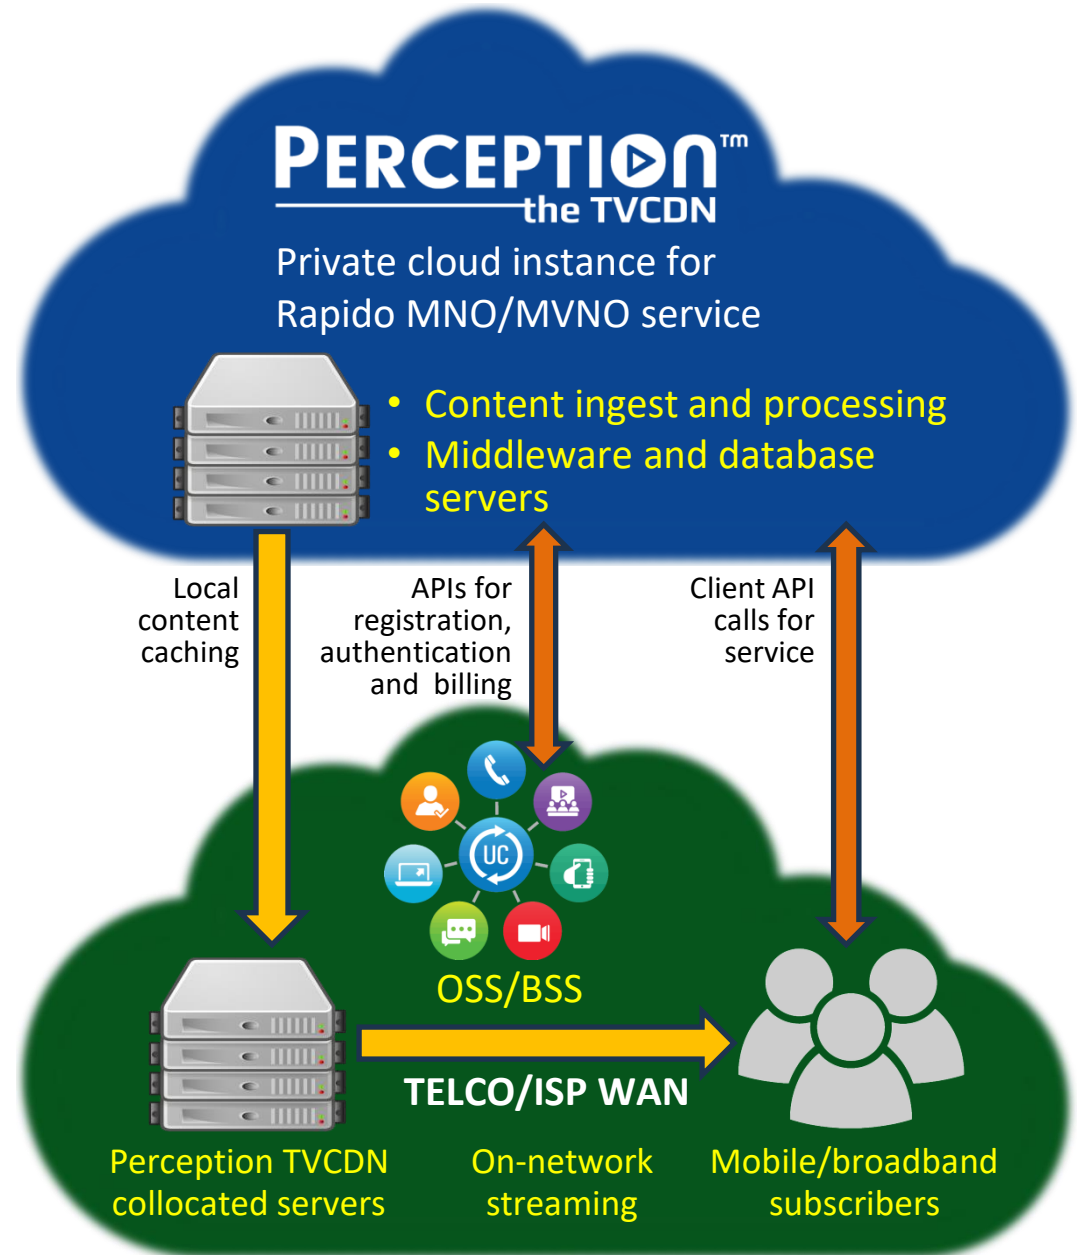 PERCEPTION™
the TVCDN
Private cloud instance for
Rapido MNO/MVNO service
• Content ingest and processing
• Middleware and database
servers
Local
content
caching
APIs for
registration,
authentication
and billing
Client API
calls for
service
UC
OSS/BSS
TELCO/ISP WAN
Perception TVCDN
collocated servers
On-network
streaming
Mobile/broadband
subscribers